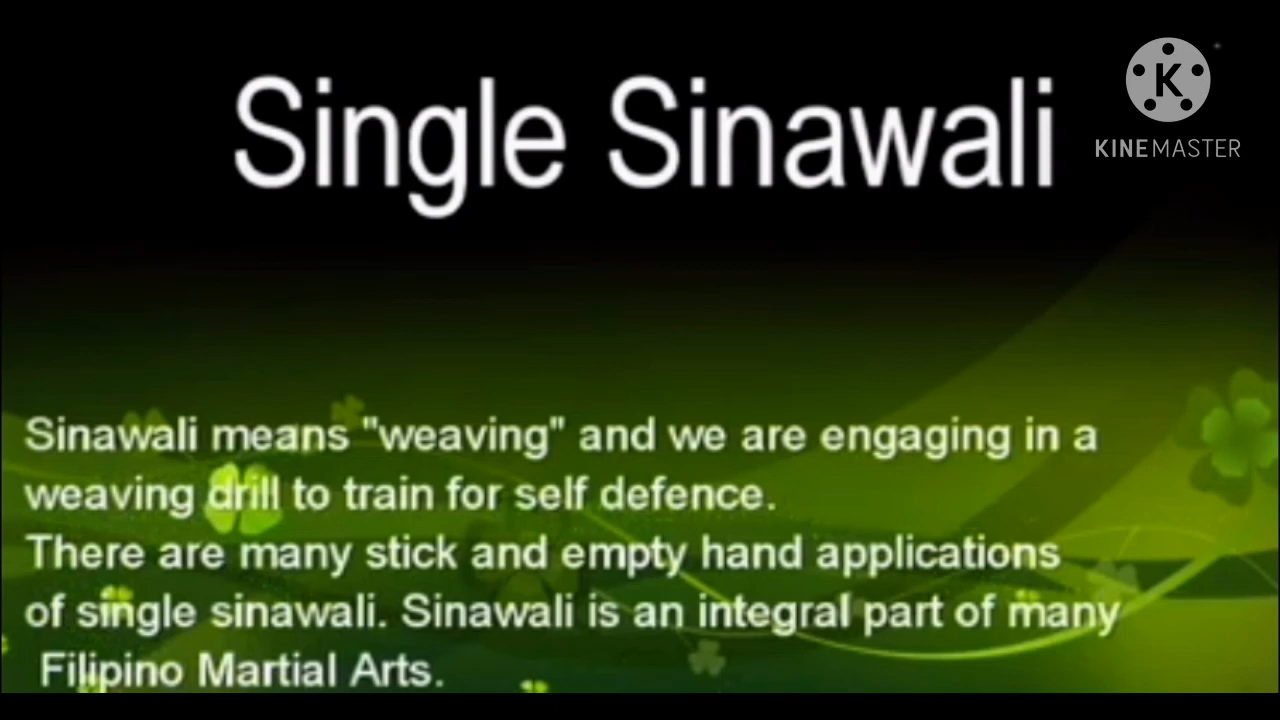 Single Sinawali
K
KINEMASTER
Sinawali means "weaving" and we are engaging in a
weaving drill to train for self defence.
There are many stick and empty hand applications
of single sinawali. Sinawali is an integral part of many
Filipino Martial Arts.